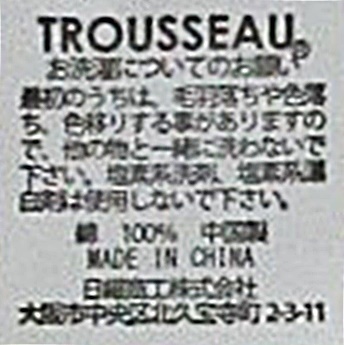 TROUSSEAU®
お洗濯についてのお願い
最初のうちは、毛羽落ちや色落
ち、色移りする事がありますの
で、他の物と一緒に洗わないで
下さい。塩素系洗剤、塩素系漂
白剤は使用しないで下さい。
綿 100% 中国製
MADE IN CHINA
日繊商工株式会社
大阪市中央区北久宝寺町2-3-11